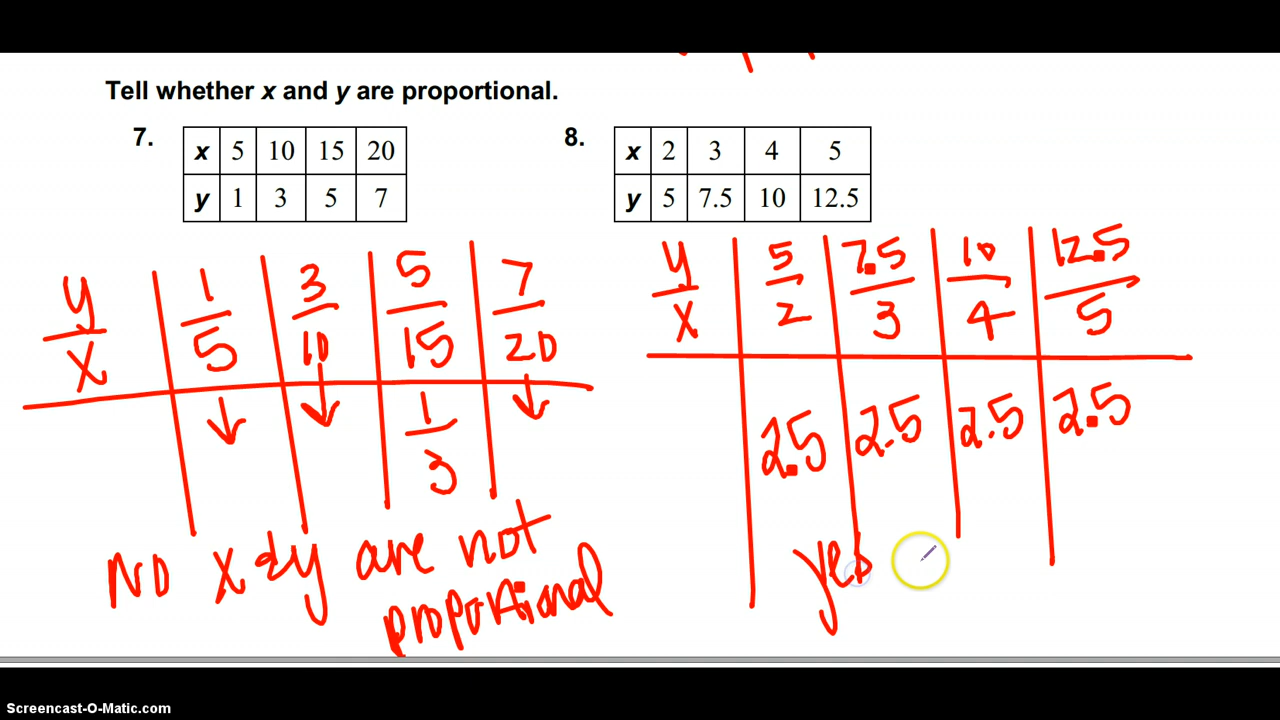 Tell whether x and y are proportional.
7.
x 5 10 15 20
y 1 3 5 7
8.
x 2 3 4 5
y 5 7.5 10 12.5
y/x 1/5 3/10 5/15 7/20
1/3
No x & y are not
proportional
y/x 5/2 7.5/3 10/4 12.5/5
2.5 2.5 2.5 2.5
yes
Screencast-O-Matic.com